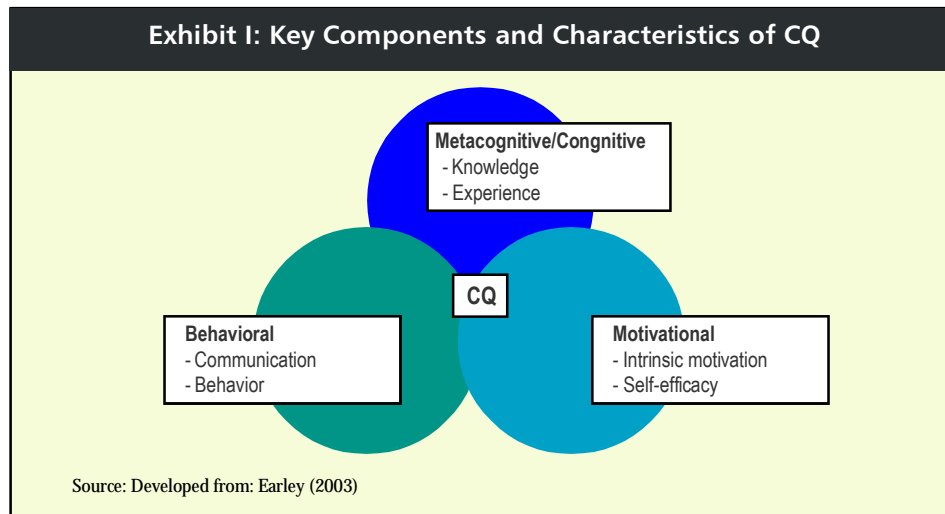 Exhibit I: Key Components and Characteristics of CQ
Metacognitive/Congnitive
- Knowledge
- Experience
CQ
Behavioral
- Communication
- Behavior
Motivational
- Intrinsic motivation
- Self-efficacy
Source: Developed from: Earley (2003)